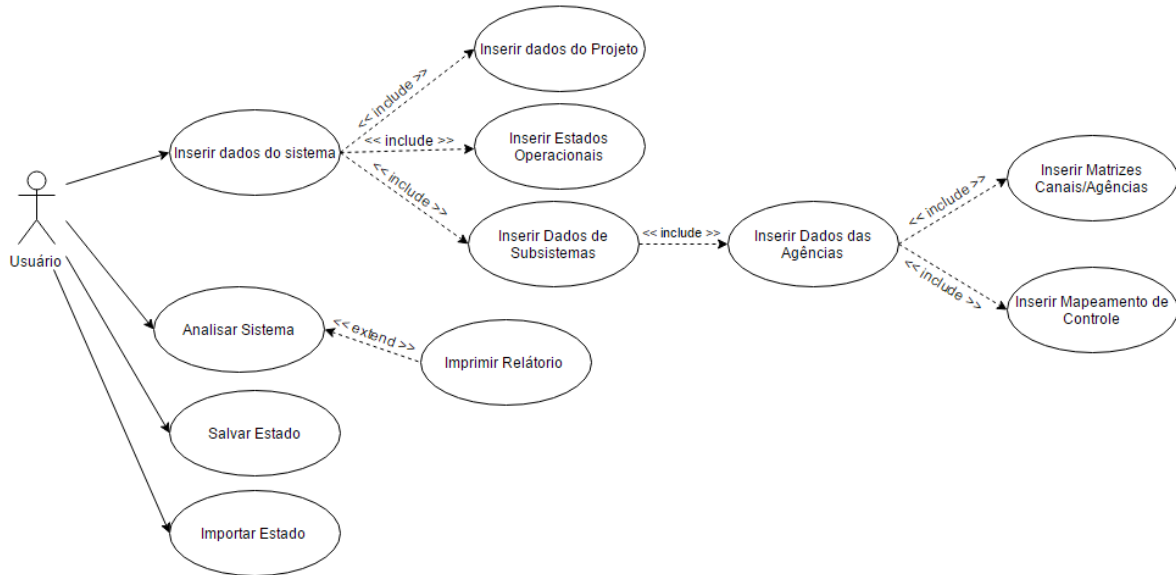 Inserir dados do Projeto
<< include >>
Inserir dados do sistema
<< include >>
Inserir Estados
Operacionais
<< include >>
Inserir Dados de
Subsistemas
<< include >>
Inserir Dados das
Agências
<< include >>
Inserir Matrizes
Canais/Agências
<< include >>
Inserir Mapeamento de
Controle
Usuário
Analisar Sistema
<< extend >>
Imprimir Relátorio
Salvar Estado
Importar Estado